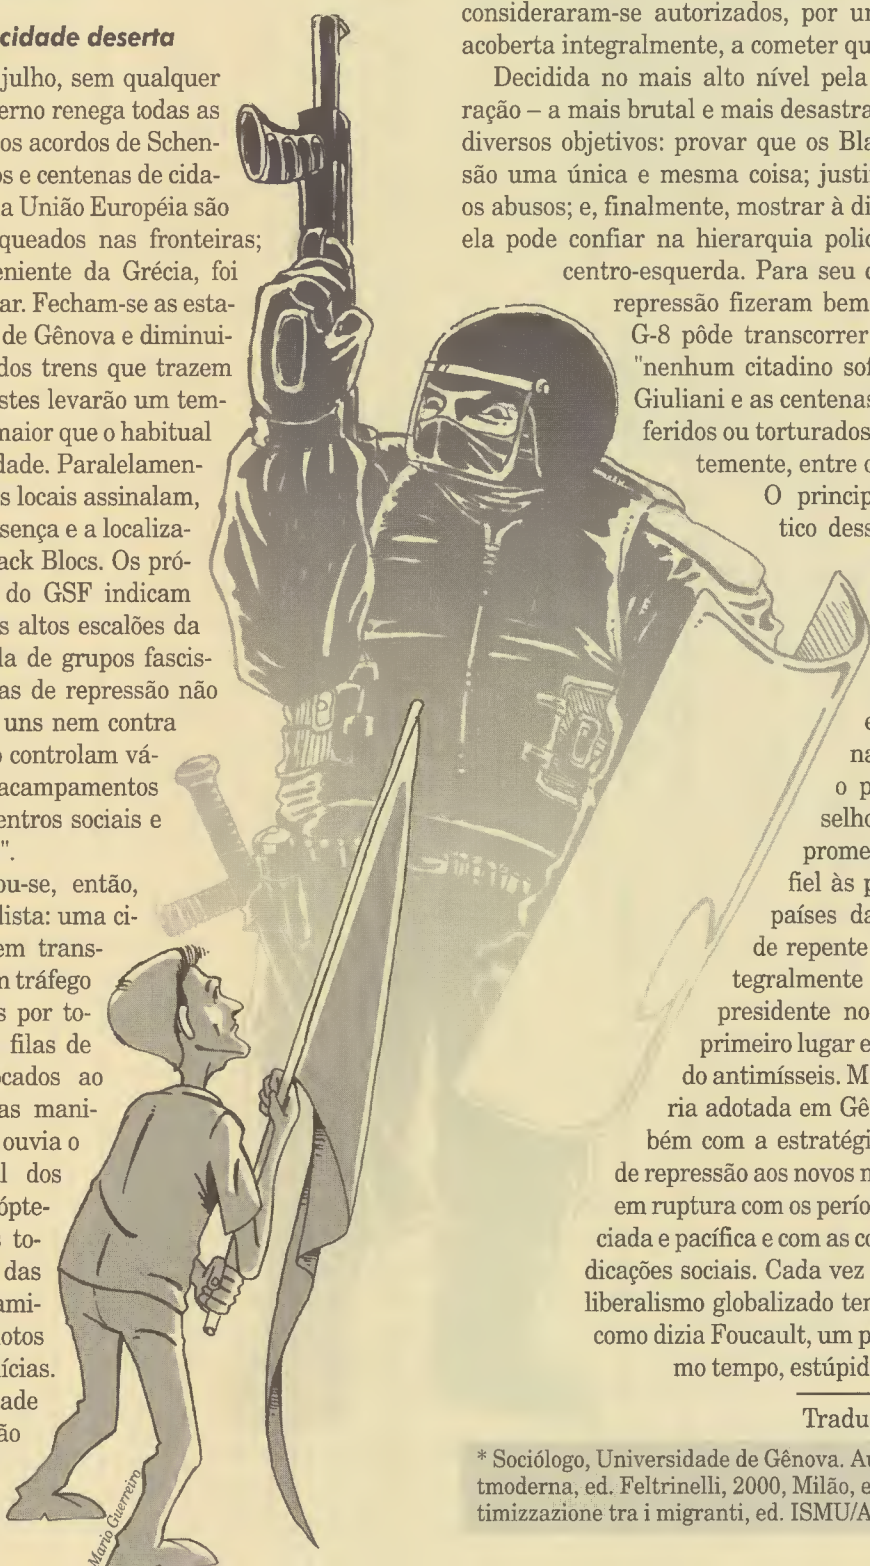 cidade deserta
julho, sem qualquer
erno renega todas as
os acordos de Schen-
os e centenas de cida-
a União Européia são
queados nas fronteiras;
eniente da Grécia, foi
ar. Fecham-se as esta-
de Gênova e diminui-
dos trens que trazem
estes levarão um tem-
maior que o habitual
dade. Paralelamen-
s locais assinalam,
sença e a localiza-
ack Blocs. Os pró-
do GSF indicam
s altos escalões da
la de grupos fascis-
as de repressão não
uns nem contra
o controlam vá-
acampamentos
entros sociais e
".
ou-se, então,
lista: uma ci-
em trans-
m tráfego
s por to-
filas de
ocados ao
as mani-
ouvia o
l dos
ópte-
s to-
das
ami-
otos
ícias.
ade
ão
Mario Guerreiro
consideraram-se autorizados, por um
acoberta integralmente, a cometer qu
Decidida no mais alto nível pela
ração – a mais brutal e mais desastra
diversos objetivos: provar que os Bla
são uma única e mesma coisa; justi
os abusos; e, finalmente, mostrar à di
ela pode confiar na hierarquia polic
centro-esquerda. Para seu
repressão fizeram bem
G-8 pôde transcorrer
"nenhum citadino sof
Giuliani e as centenas
feridos ou torturados
temente, entre
O princip
tico dess
e
na
o p
selho
prome
fiel às p
países da
de repente
tegralmente
presidente no
primeiro lugar e
do antimísseis. M
ria adotada em Gê
bém com a estratégi
de repressão aos novos n
em ruptura com os perío
ciada e pacífica e com as co
dicações sociais. Cada vez
liberalismo globalizado ter
como dizia Foucault, um p
mo tempo, estúpid
Tradu
* Sociólogo, Universidade de Gênova. Au
tmoderna, ed. Feltrinelli, 2000, Milão, e
timizzazione tra i migranti, ed. ISMU/A